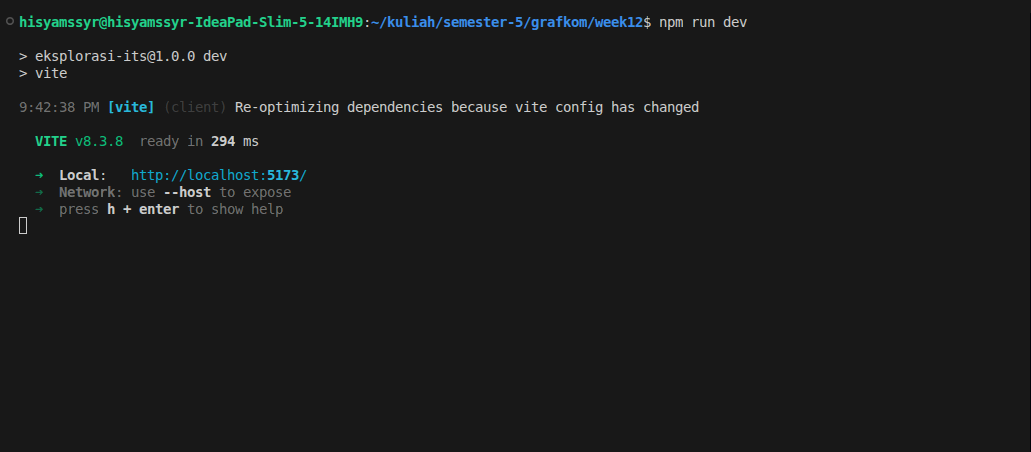 hisyamssyr@hisyamssyr-IdeaPad-Slim-5-14IMH9:~/kuliah/semester-5/grafkom/week12$ npm run dev
> eksplorasi-its@1.0.0 dev
> vite
9:42:38 PM [vite] (client) Re-optimizing dependencies because vite config has changed
VITE v8.3.8  ready in 294 ms
➜  Local:   http://localhost:5173/
➜  Network: use --host to expose
➜  press h + enter to show help